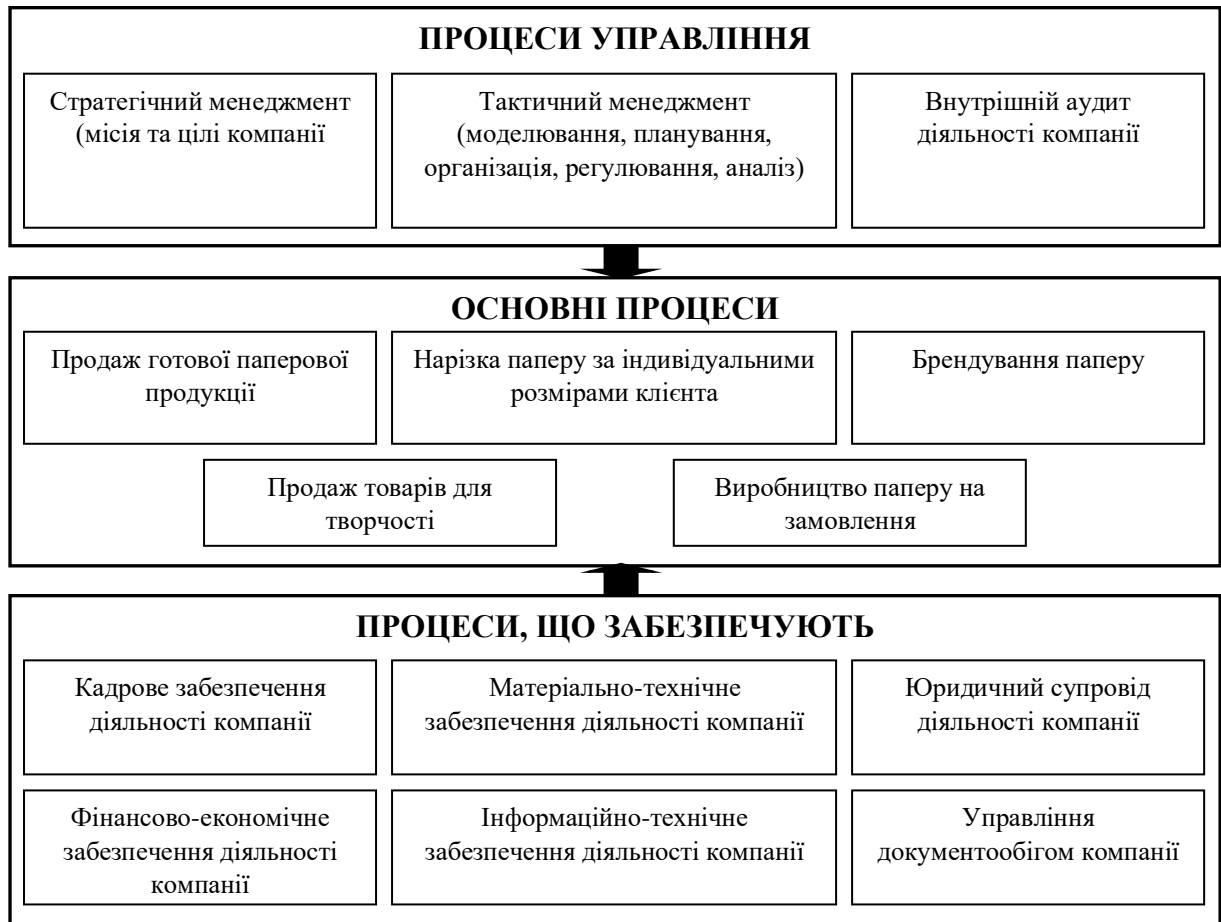 ПРОЦЕСИ УПРАВЛІННЯ
Стратегічний менеджмент
(місія та цілі компанії
Тактичний менеджмент
(моделювання, планування,
організація, регулювання, аналіз)
Внутрішній аудит
діяльності компанії
ОСНОВНІ ПРОЦЕСИ
Продаж готової паперової
продукції
Нарізка паперу за індивідуальними
розмірами клієнта
Брендування паперу
Продаж товарів для
творчості
Виробництво паперу на
замовлення
ПРОЦЕСИ, ЩО ЗАБЕЗПЕЧУЮТЬ
Кадрове забезпечення
діяльності компанії
Матеріально-технічне
забезпечення діяльності компанії
Юридичний супровід
діяльності компанії
Фінансово-економічне
забезпечення діяльності
компанії
Інформаційно-технічне
забезпечення діяльності компанії
Управління
документообігом компанії